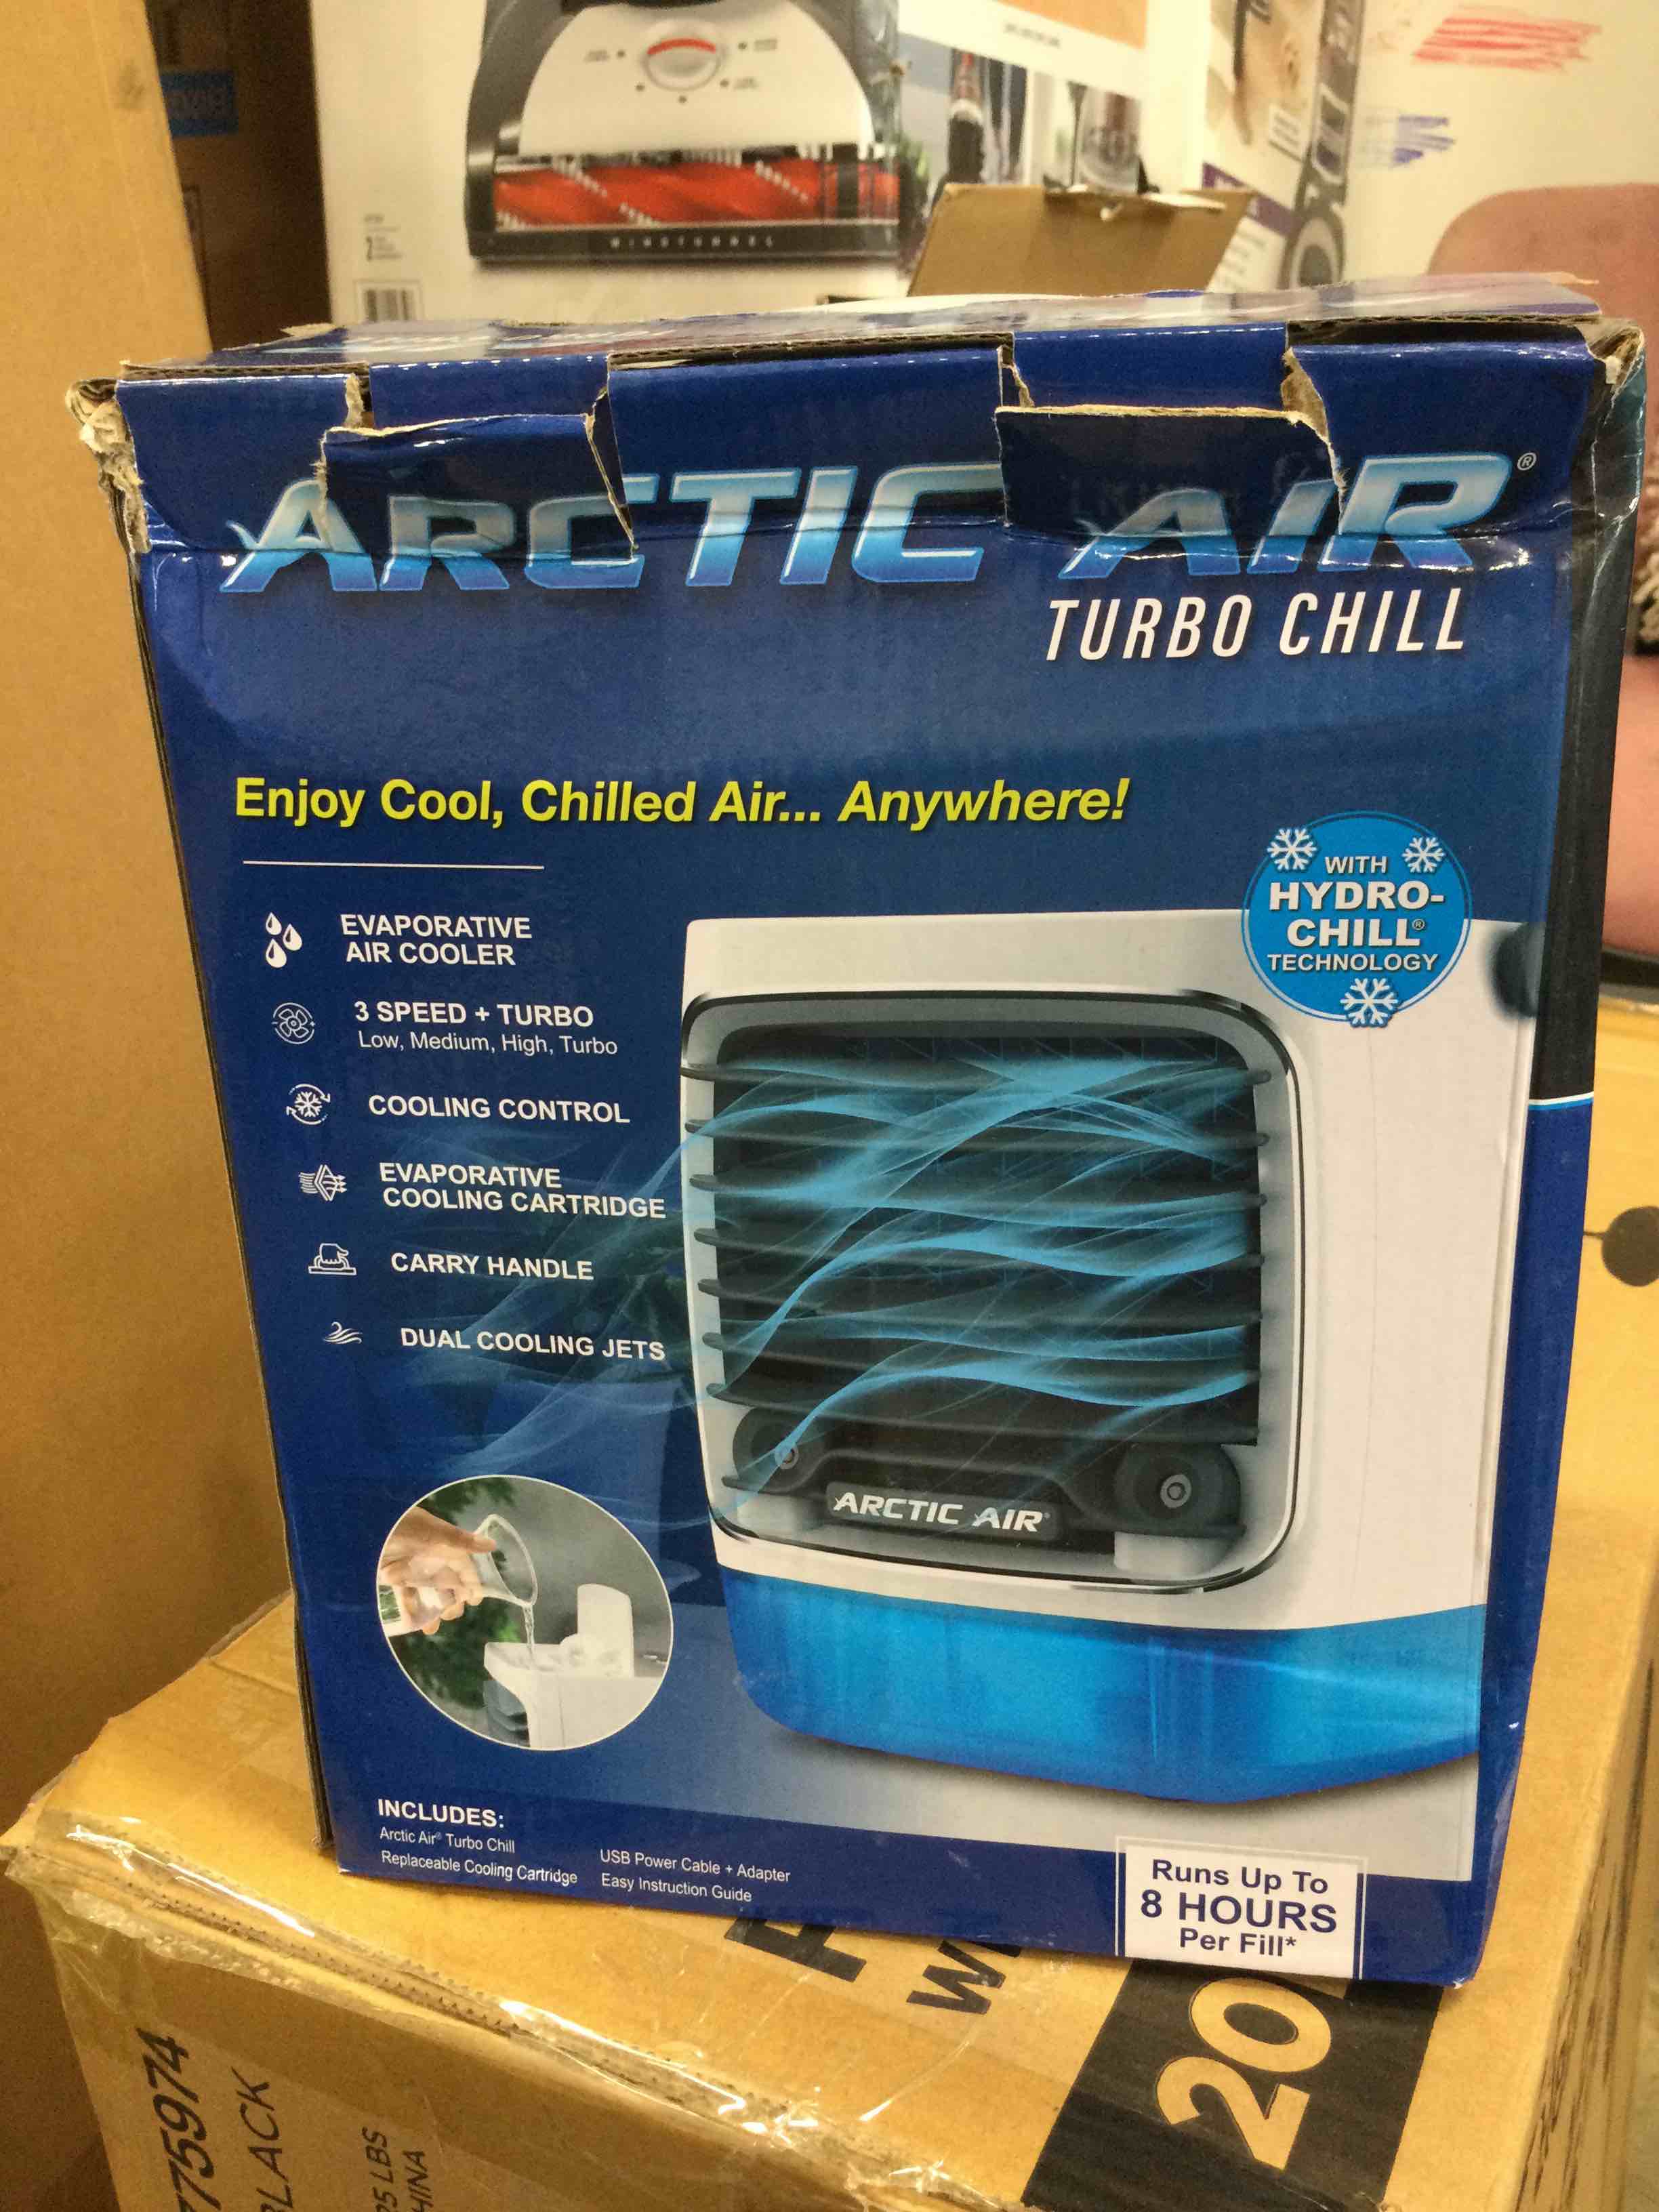 WINDTUNNEL
2
ARCTIC AIR®
TURBO CHILL
Enjoy Cool, Chilled Air... Anywhere!
WITH
HYDRO-
CHILL®
TECHNOLOGY
EVAPORATIVE
AIR COOLER
3 SPEED + TURBO
Low, Medium, High, Turbo
COOLING CONTROL
EVAPORATIVE
COOLING CARTRIDGE
CARRY HANDLE
DUAL COOLING JETS
ARCTIC AIR®
INCLUDES:
Arctic Air® Turbo Chill
Replaceable Cooling Cartridge
USB Power Cable + Adapter
Easy Instruction Guide
Runs Up To
8 HOURS
Per Fill*
20
775974
BLACK
LBS